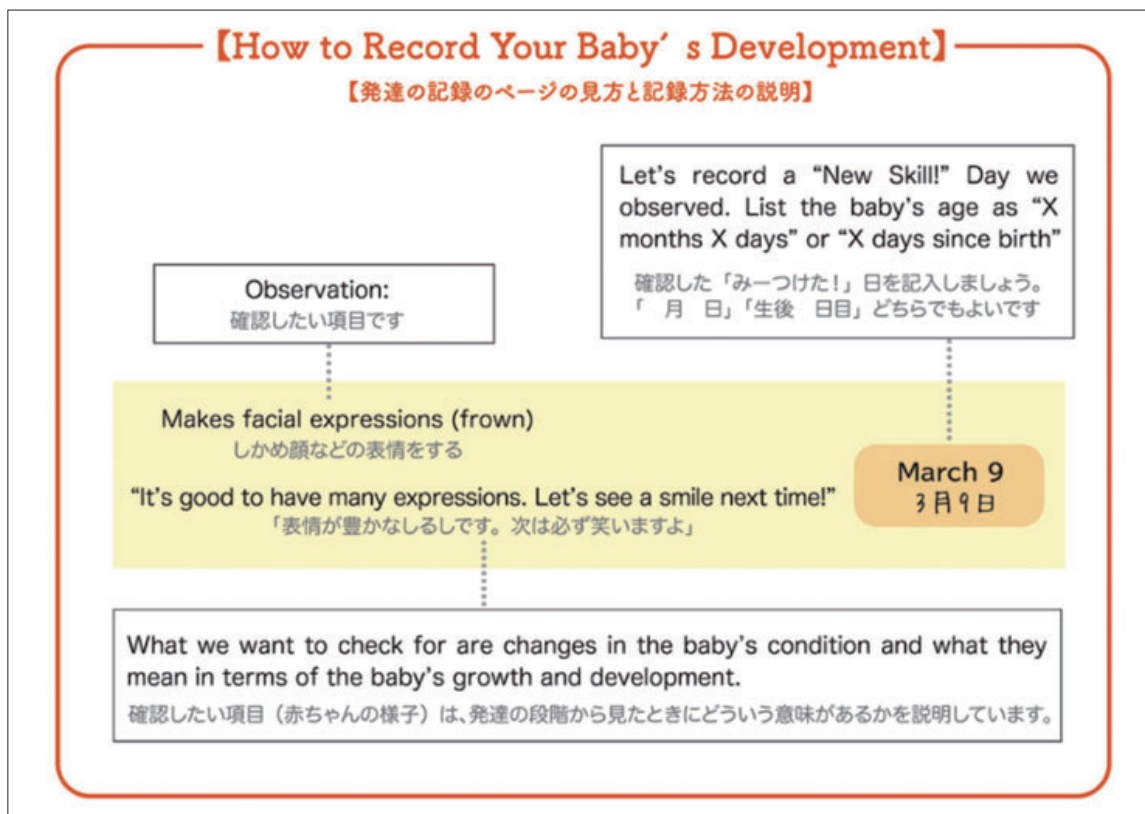 【How to Record Your Baby′s Development】
【発達の記録のページの見方と記録方法の説明】
Let's record a “New Skill!” Day we
observed. List the baby's age as “X
months X days” or “X days since birth”
確認した「みーつけた！」日を記入しましょう。
「　月　日」「生後　日目」どちらでもよいです
Observation:
確認したい項目です
Makes facial expressions (frown)
しかめ顔などの表情をする
“It's good to have many expressions. Let's see a smile next time!”
「表情が豊かなしるしです。次は必ず笑いますよ」
March 9
3月9日
What we want to check for are changes in the baby's condition and what they
mean in terms of the baby's growth and development.
確認したい項目（赤ちゃんの様子）は、発達の段階から見たときにどういう意味があるかを説明しています。